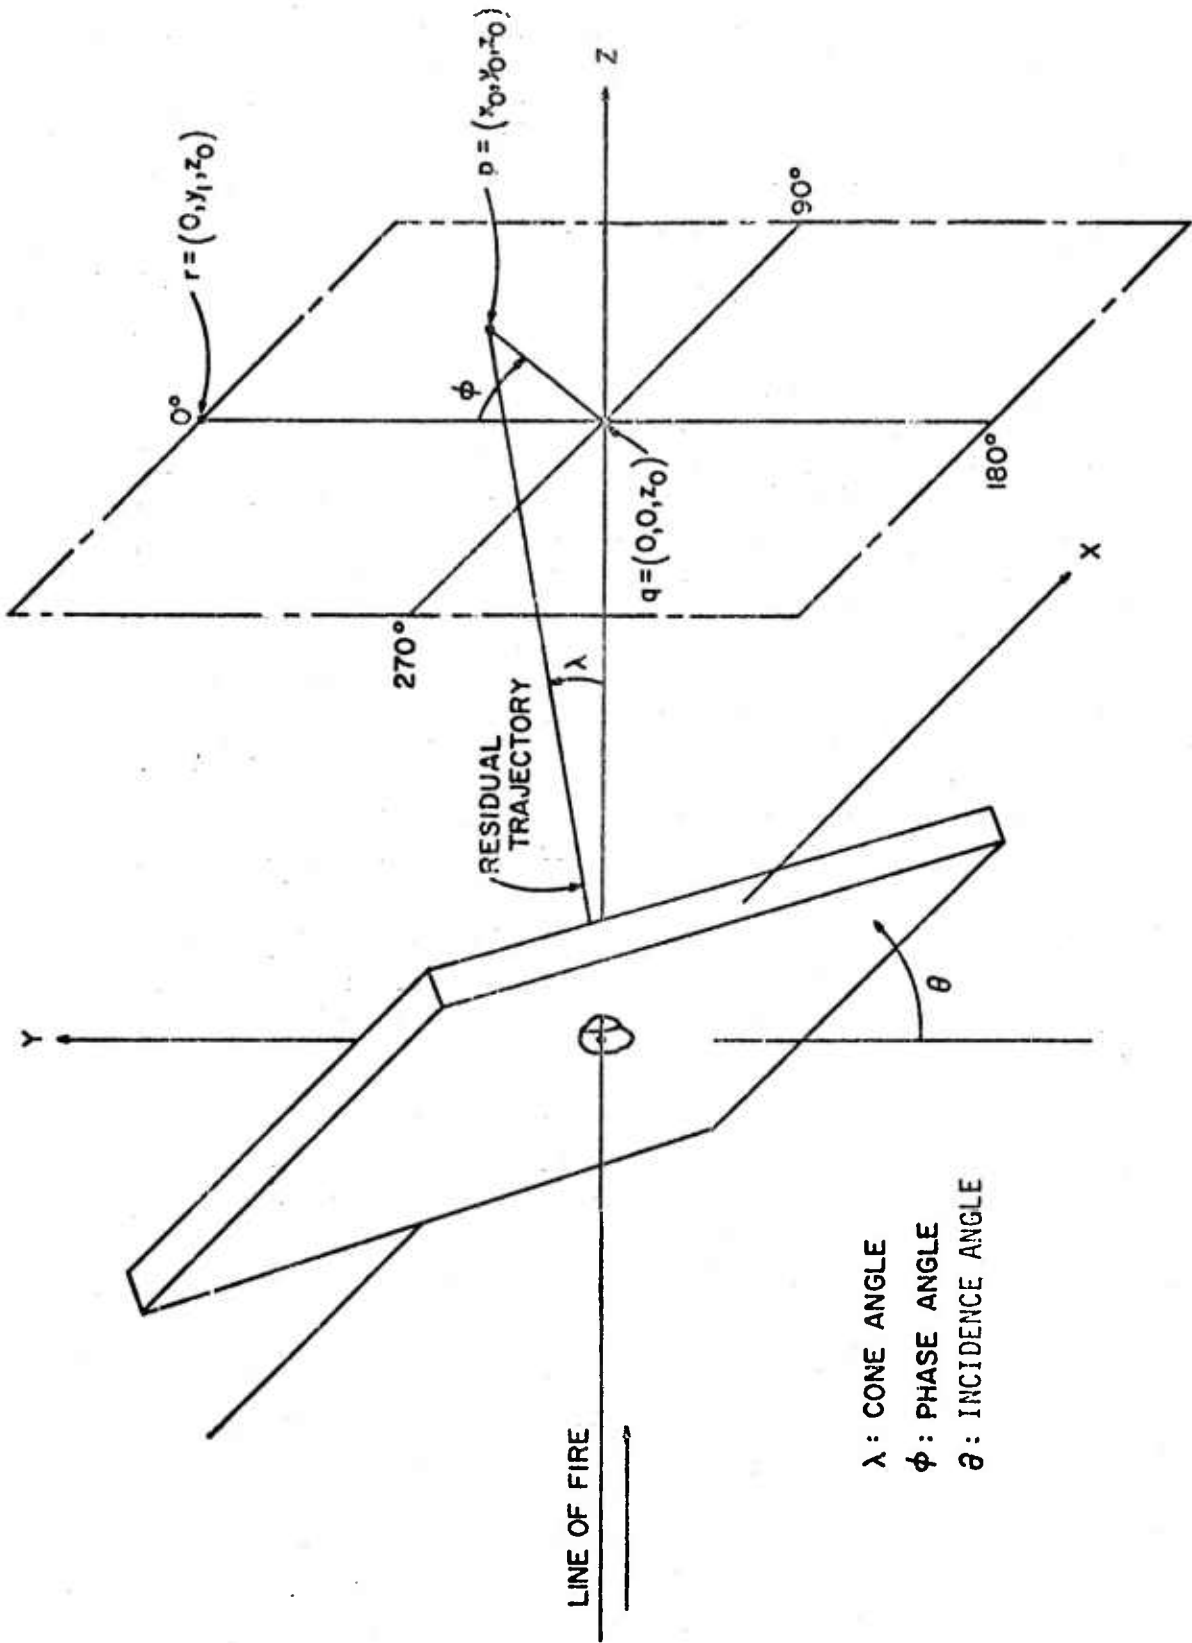 r=(0,y₁,z₀)
0°
p=(x₀,y₀,z₀)
Y
ϕ
Z
270°
RESIDUAL
TRAJECTORY
λ
90°
q=(0,0,z₀)
180°
X
θ
LINE OF FIRE
λ: CONE ANGLE
ϕ: PHASE ANGLE
∂: INCIDENCE ANGLE